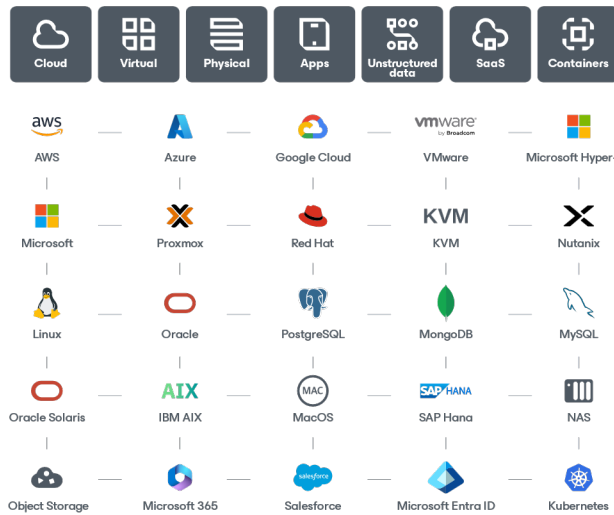 Cloud
Virtual
Physical
Apps
Unstructured
data
SaaS
Containers
aws
vmware
by Broadcom
AWS
Azure
Google Cloud
VMware
Microsoft Hyper-
KVM
Microsoft
Proxmox
Red Hat
KVM
Nutanix
Linux
Oracle
PostgreSQL
MongoDB
MySQL
AIX
MAC
SAP HANA
Oracle Solaris
IBM AIX
MacOS
SAP Hana
NAS
salesforce
Object Storage
Microsoft 365
Salesforce
Microsoft Entra ID
Kubernetes